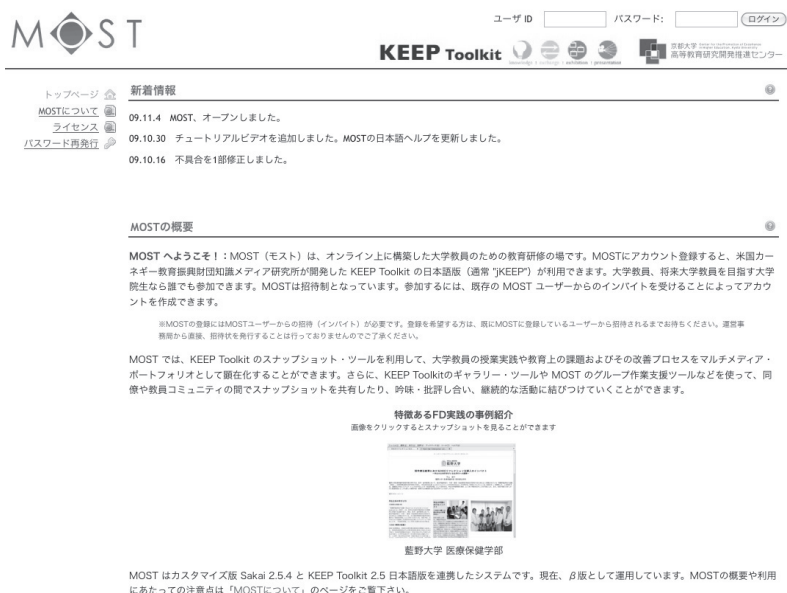 MOST
ユーザ ID
パスワード:
ログイン
KEEP Toolkit
knowledge | exchange | exhibition | presentation
京都大学
高等教育研究開発推進センター
トップページ
MOSTについて
ライセンス
パスワード再発行
新着情報
09.11.4 MOST、オープンしました。
09.10.30 チュートリアルビデオを追加しました。MOSTの日本語ヘルプを更新しました。
09.10.16 不具合を1部修正しました。
MOSTの概要
MOST へようこそ！：MOST（モスト）は、オンライン上に構築した大学教員のための教育研修の場です。MOSTにアカウント登録すると、米国カー
ネギー教育振興財団知識メディア研究所が開発した KEEP Toolkit の日本語版（通常 "jKEEP"）が利用できます。大学教員、将来大学教員を目指す大学
院生なら誰でも参加できます。MOSTは招待制となっています。参加するには、既存の MOST ユーザーからのインバイトを受けることによってアカウ
ントを作成できます。
※MOSTの登録にはMOSTユーザーからの招待（インバイト）が必要です。登録を希望する方は、既にMOSTに登録しているユーザーから招待されるまでお待ちください。運営事
務局から直接、招待状を発行することは行っておりませんのでご了承ください。
MOST では、KEEP Toolkit のスナップショット・ツールを利用して、大学教員の授業実践や教育上の課題およびその改善プロセスをマルチメディア・
ポートフォリオとして顕在化することができます。さらに、KEEP Toolkitのギャラリー・ツールや MOST のグループ作業支援ツールなどを使って、同
僚や教員コミュニティの間でスナップショットを共有したり、吟味・批評し合い、継続的な活動に結びつけていくことができます。
特徴あるFD実践の事例紹介
画像をクリックするとスナップショットを見ることができます
藍野大学
藍野大学 医療保健学部
MOST はカスタマイズ版 Sakai 2.5.4 と KEEP Toolkit 2.5 日本語版を連携したシステムです。現在、β版として運用しています。MOSTの概要や利用
にあたっての注意点は「MOSTについて」のページをご覧下さい。